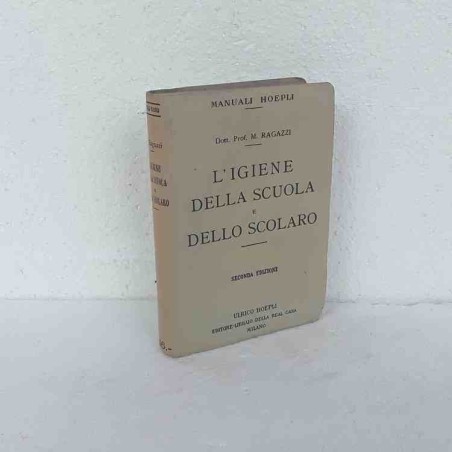 MANUALI HOEPLI
Dott. Prof. M. RAGAZZI
L'IGIENE
DELLA SCUOLA
E
DELLO SCOLARO
SECONDA EDIZIONE
ULRICO HOEPLI
EDITORE-LIBRAIO DELLA REAL CASA
MILANO